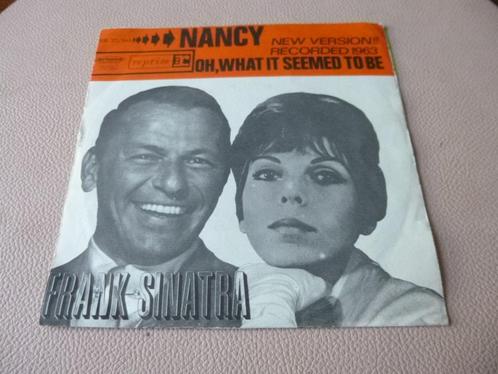 NANCY
NEW VERSION!!
RECORDED 1963
reprise
OH, WHAT IT SEEMED TO BE
FRANK SINATRA